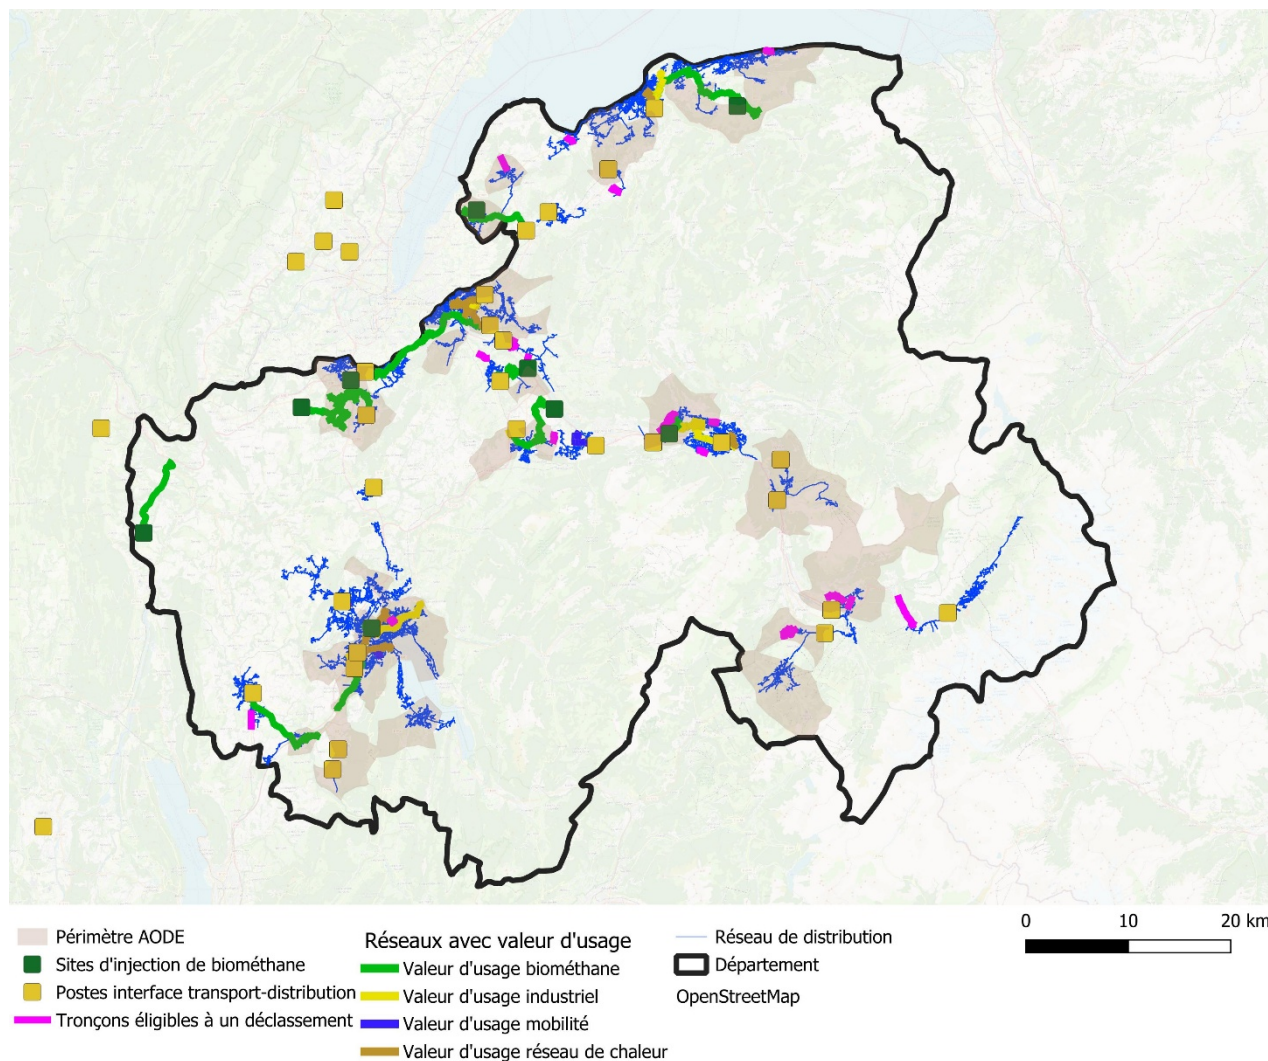 Périmètre AODE
Sites d'injection de biométhane
Postes interface transport-distribution
Tronçons éligibles à un déclassement
Réseaux avec valeur d'usage
Valeur d'usage biométhane
Valeur d'usage industriel
Valeur d'usage mobilité
Valeur d'usage réseau de chaleur
Réseau de distribution
Département
OpenStreetMap
0 10 20 km